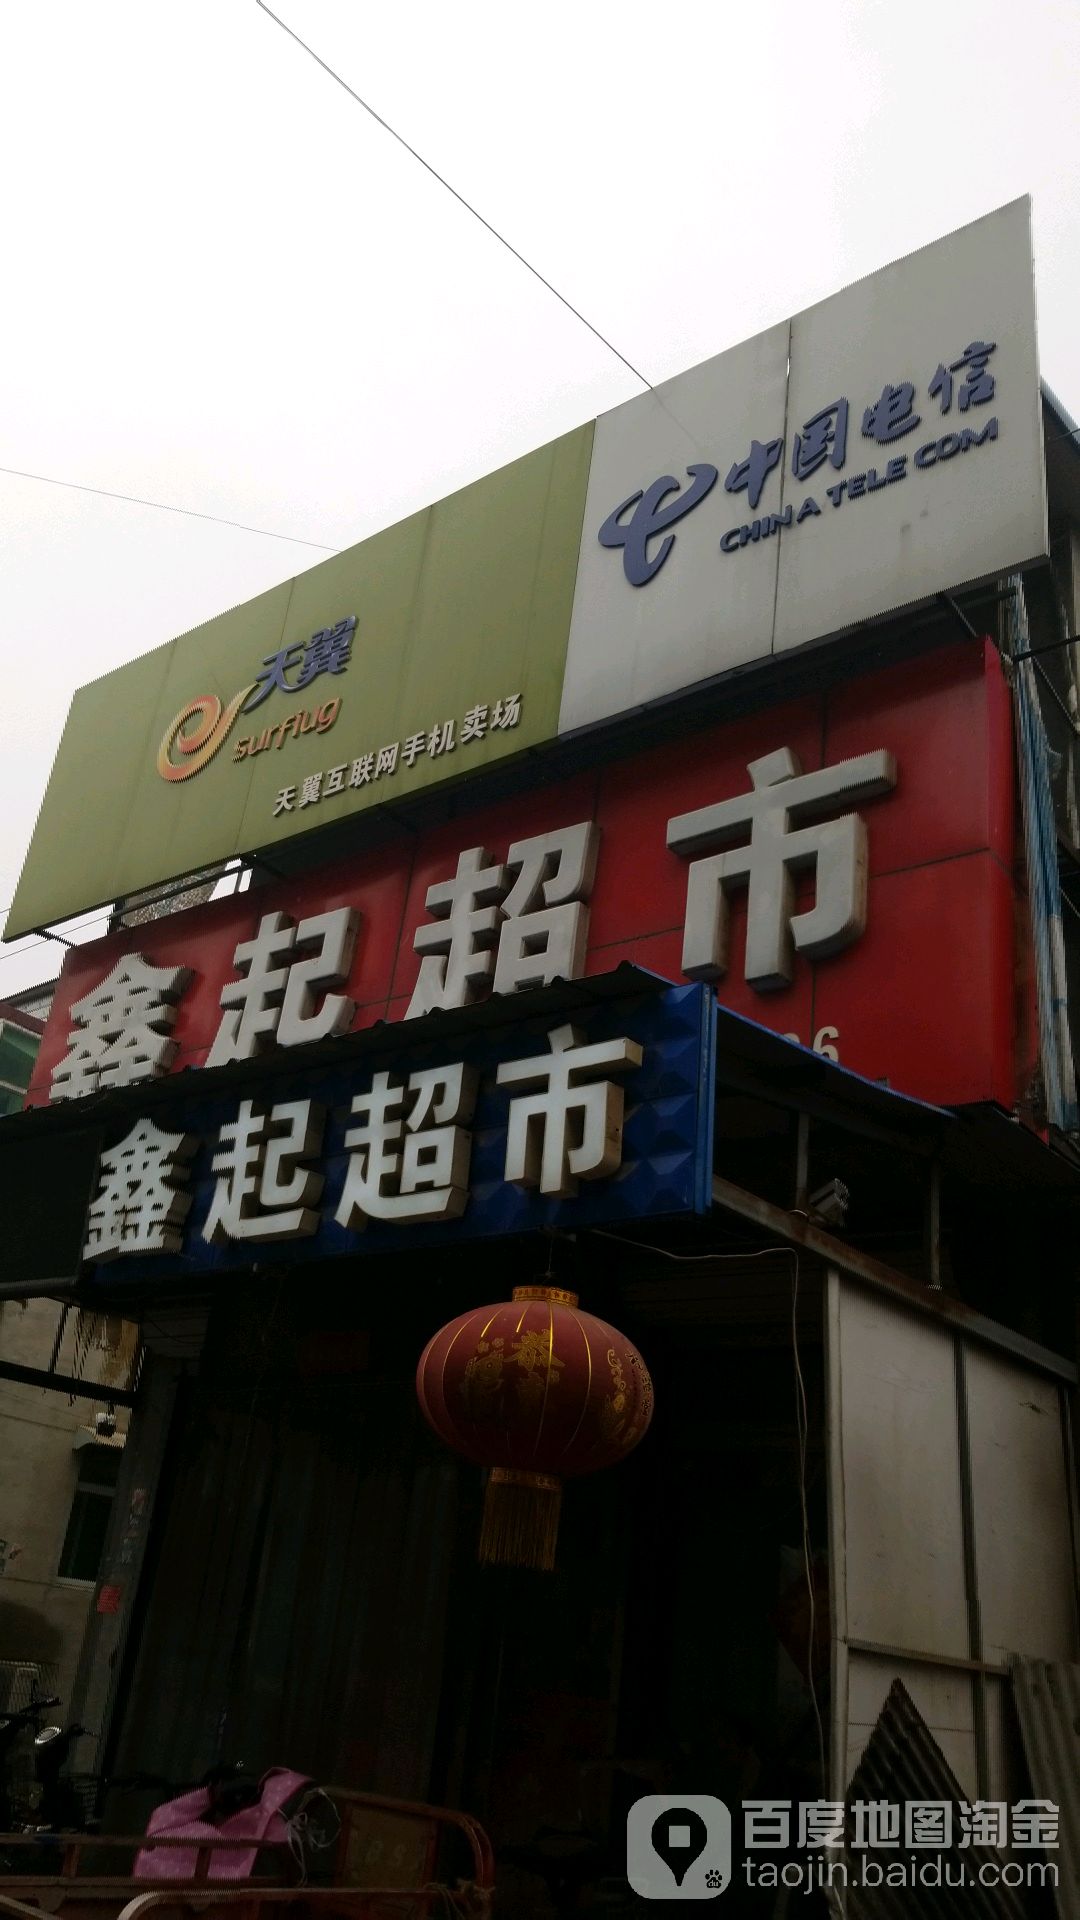 中国电信
CHINA TELECOM
天翼
surfiug
天翼互联网手机卖场
鑫起超市
鑫起超市
百度地图淘金
taojin.baidu.com